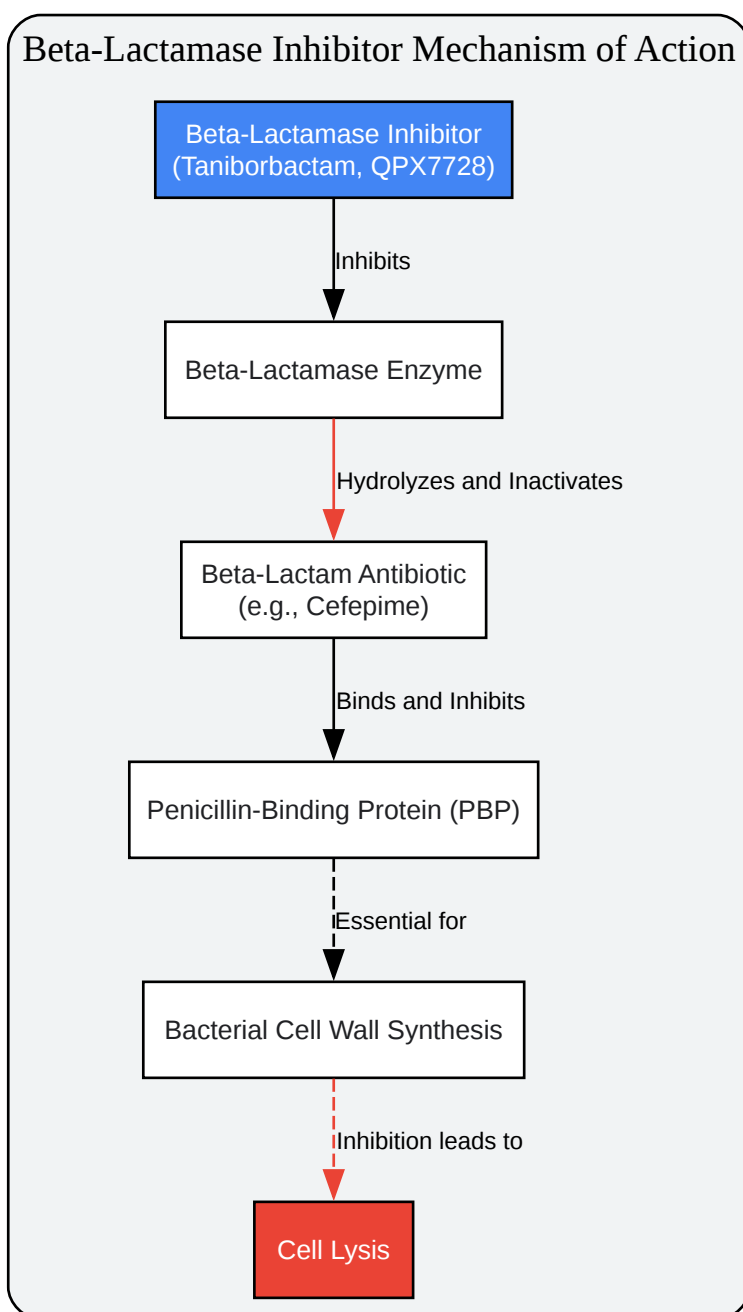 Beta-Lactamase Inhibitor Mechanism of Action
Beta-Lactamase Inhibitor
(Taniborbactam, QPX7728)
Inhibits
Beta-Lactamase Enzyme
Hydrolyzes and Inactivates
Beta-Lactam Antibiotic
(e.g., Cefepime)
Binds and Inhibits
Penicillin-Binding Protein (PBP)
Essential for
Bacterial Cell Wall Synthesis
Inhibition leads to
Cell Lysis